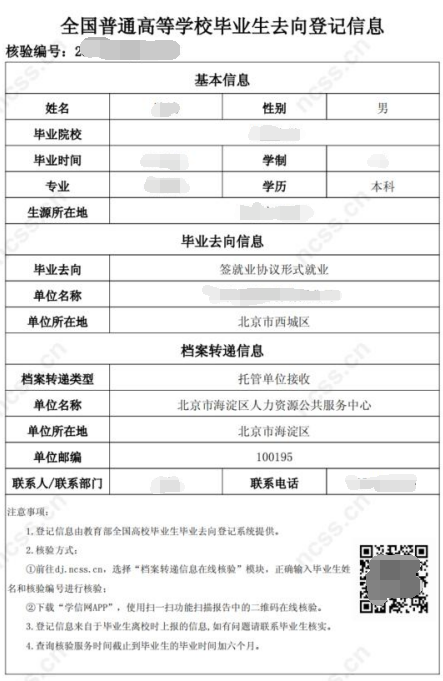 全国普通高等学校毕业生去向登记信息
核验编号：2
基本信息
姓名 性别 男
毕业院校
毕业时间 学制
专业 学历 本科
生源所在地
毕业去向信息
毕业去向 签就业协议形式就业
单位名称
单位所在地 北京市西城区
档案转递信息
档案转递类型 托管单位接收
单位名称 北京市海淀区人力资源公共服务中心
单位所在地 北京市海淀区
单位邮编 100195
联系人/联系部门 联系电话
注意事项：
1.登记信息由教育部全国高校毕业生毕业去向登记系统提供。
2.核验方式：
①前往dj.ncss.cn，选择“档案转递信息在线核验”模块，正确输入毕业生姓
名和核验编号进行核验；
②下载“学信网APP”，使用扫一扫功能扫描报告中的二维码在线核验。
3.登记信息来自于毕业生离校时上报的信息,如有问题请联系毕业生核实。
4.查询核验服务时间截止到毕业生的毕业时间加六个月。
ncss.cn